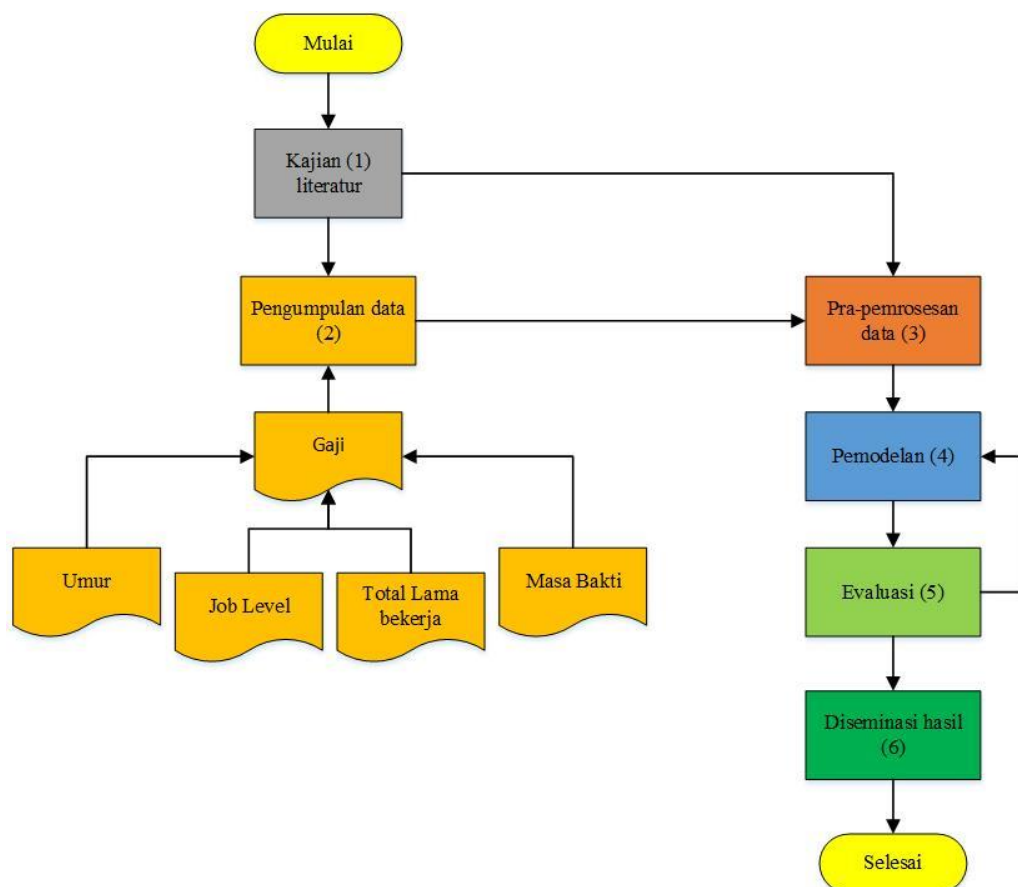 Mulai
Kajian (1)
literatur
Pengumpulan data
(2)
Pra-pemrosesan
data (3)
Gaji
Pemodelan (4)
Umur
Job Level
Total Lama
bekerja
Masa Bakti
Evaluasi (5)
Diseminasi hasil
(6)
Selesai